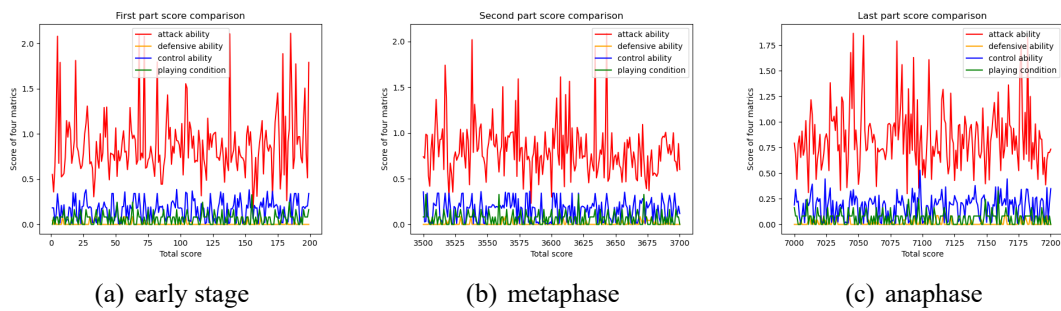 First part score comparison
Score of four matrics
2.0
1.5
1.0
0.5
0.0
attack ability
defensive ability
control ability
playing condition
0 25 50 75 100 125 150 175 200
Total score
(a) early stage
Second part score comparison
Score of four matrics
2.0
1.5
1.0
0.5
0.0
attack ability
defensive ability
control ability
playing condition
3500 3525 3550 3575 3600 3625 3650 3675 3700
Total score
(b) metaphase
Last part score comparison
Score of four matrics
1.75
1.50
1.25
1.00
0.75
0.50
0.25
0.00
attack ability
defensive ability
control ability
playing condition
7000 7025 7050 7075 7100 7125 7150 7175 7200
Total score
(c) anaphase